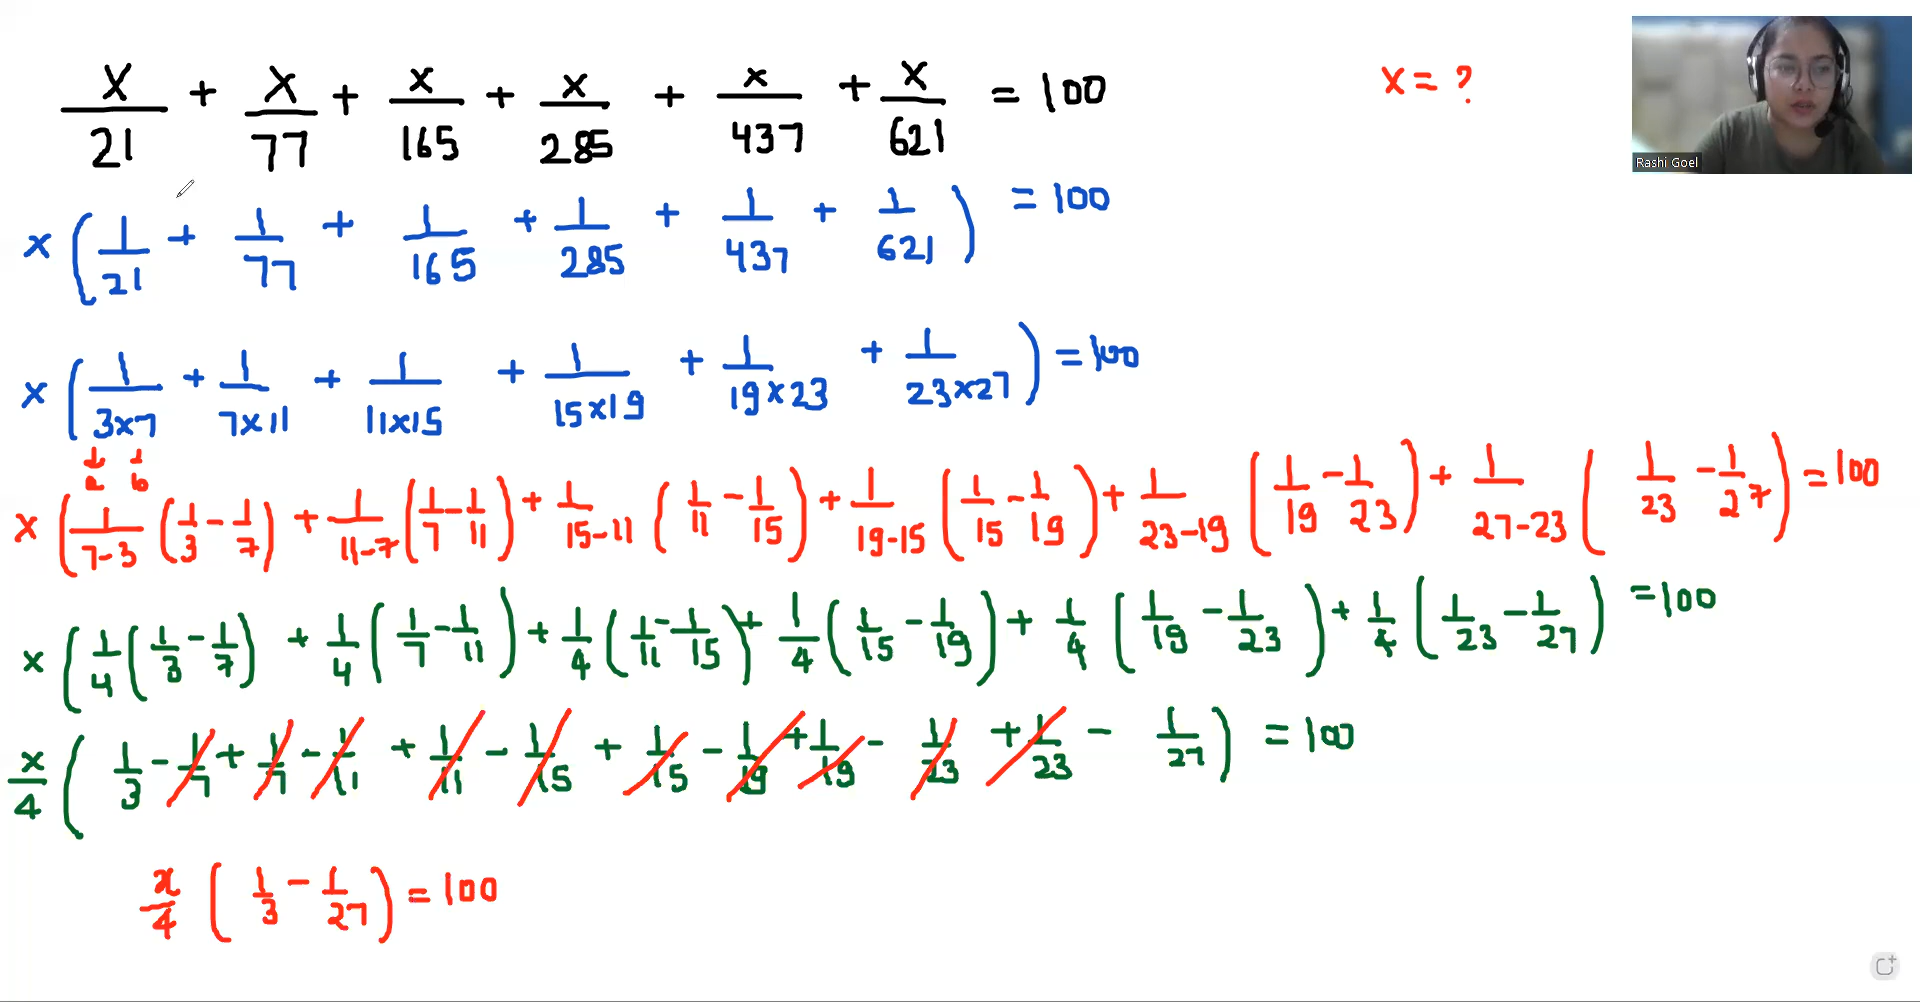 x/21 + x/77 + x/165 + x/285 + x/437 + x/621 = 100
x = ?
Rashi Goel
x(1/21 + 1/77 + 1/165 + 1/285 + 1/437 + 1/621) = 100
x(1/3×7 + 1/7×11 + 1/11×15 + 1/15×19 + 1/19×23 + 1/23×27) = 100
a b
x(1/7-3(1/3 - 1/7) + 1/11-7(1/7 - 1/11) + 1/15-11(1/11 - 1/15) + 1/19-15(1/15 - 1/19) + 1/23-19(1/19 - 1/23) + 1/27-23(1/23 - 1/27) = 100
x(1/4(1/3 - 1/7) + 1/4(1/7 - 1/11) + 1/4(1/11 - 1/15) + 1/4(1/15 - 1/19) + 1/4(1/19 - 1/23) + 1/4(1/23 - 1/27) = 100
x/4(1/3 - 1/7 + 1/7 - 1/11 + 1/11 - 1/15 + 1/15 - 1/19 + 1/19 - 1/23 + 1/23 - 1/27) = 100
x/4(1/3 - 1/27) = 100